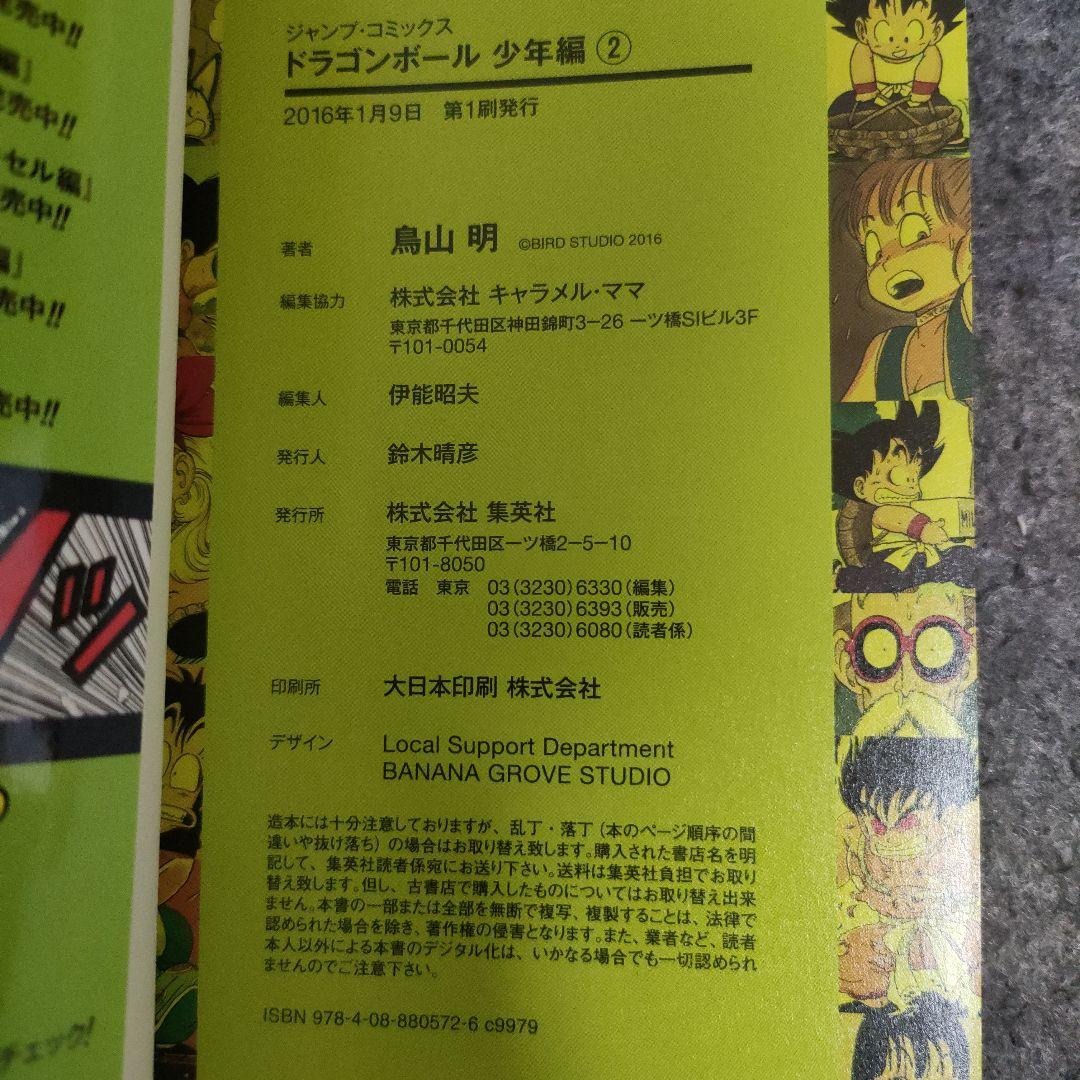 売中!!
編」
売中!!
セル編」
売中!!
編」
売中!!
売中!!
ッ
チェック!
ジャンプ・コミックス
ドラゴンボール 少年編②
2016年1月9日 第1刷発行
著者 鳥山 明 ©BIRD STUDIO 2016
編集協力 株式会社 キャラメル・ママ
東京都千代田区神田錦町3−26 一ツ橋SIビル3F
〒101-0054
編集人 伊能昭夫
発行人 鈴木晴彦
発行所 株式会社 集英社
東京都千代田区一ツ橋2−5−10
〒101-8050
電話 東京 03(3230)6330(編集)
03(3230)6393(販売)
03(3230)6080(読者係)
印刷所 大日本印刷 株式会社
デザイン Local Support Department
BANANA GROVE STUDIO
造本には十分注意しておりますが、乱丁・落丁(本のページ順序の間
違いや抜け落ち)の場合はお取り替え致します。購入された書店名を明
記して、集英社読者係宛にお送り下さい。送料は集英社負担でお取り
替え致します。但し、古書店で購入したものについてはお取り替え出来
ません。本書の一部または全部を無断で複写、複製することは、法律で
認められた場合を除き、著作権の侵害となります。また、業者など、読者
本人以外による本書のデジタル化は、いかなる場合でも一切認められ
ませんのでご注意下さい。
ISBN 978-4-08-880572-6 c9979